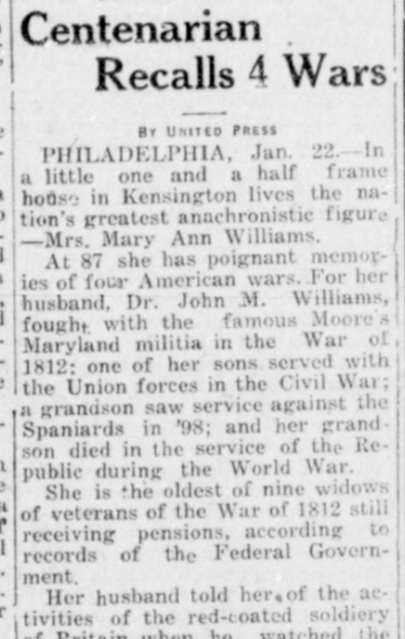 Centenarian
Recalls 4 Wars
BY UNITED PRESS
PHILADELPHIA, Jan. 22.—In
a little one and a half frame
house in Kensington lives the na-
tion's greatest anachronistic figure
—Mrs. Mary Ann Williams.
At 87 she has poignant memor-
ies of four American wars. For her
husband, Dr. John M. Williams,
fought with the famous Moore's
Maryland militia in the War of
1812; one of her sons served with
the Union forces in the Civil War;
a grandson saw service against the
Spaniards in '98; and her grand-
son died in the service of the Re-
public during the World War.
She is the oldest of nine widows
of veterans of the War of 1812 still
receiving pensions, according to
records of the Federal Govern-
ment.
Her husband told her of the ac-
tivities of the red-coated soldiery
of Britain when he watched the